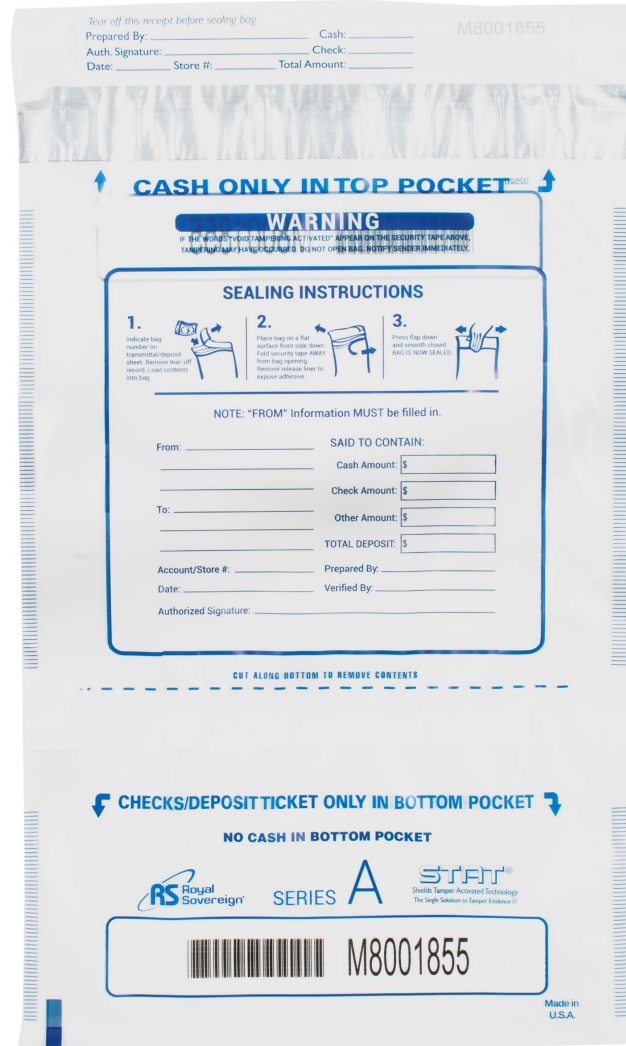 Tear off this receipt before sealing bag
M8001855
Prepared By: Cash:
Auth. Signature: Check:
Date: Store #: Total Amount:
CASH ONLY IN TOP POCKET
WARNING
IF THE WORDS "VOID TAMPERING ACTIVATED" APPEAR ON THE SECURITY TAPE ABOVE,
TAMPERING MAY HAVE OCCURRED. DO NOT OPEN BAG. NOTIFY SENDER IMMEDIATELY.
SEALING INSTRUCTIONS
1.
Indicate bag
number on
transmittal/deposit
sheet. Remove tear-off
record. Load contents
into bag
2.
Place bag on a flat
surface front side down.
Fold security tape AWAY
from bag opening.
Remove release liner to
expose adhesive.
3.
Press flap down
and smooth closed
BAG IS NOW SEALED
NOTE: "FROM" Information MUST be filled in.
From:
To:
SAID TO CONTAIN:
Cash Amount: $
Check Amount: $
Other Amount: $
TOTAL DEPOSIT: $
Account/Store #: Prepared By:
Date: Verified By:
Authorized Signature:
CUT ALONG BOTTOM TO REMOVE CONTENTS
CHECKS/DEPOSIT TICKET ONLY IN BOTTOM POCKET
NO CASH IN BOTTOM POCKET
RS Royal
Sovereign
SERIES A
STAT®
Shields Tamper Activated Technology
The Single Solution to Tamper Evidence
M8001855
Made in
U.S.A.